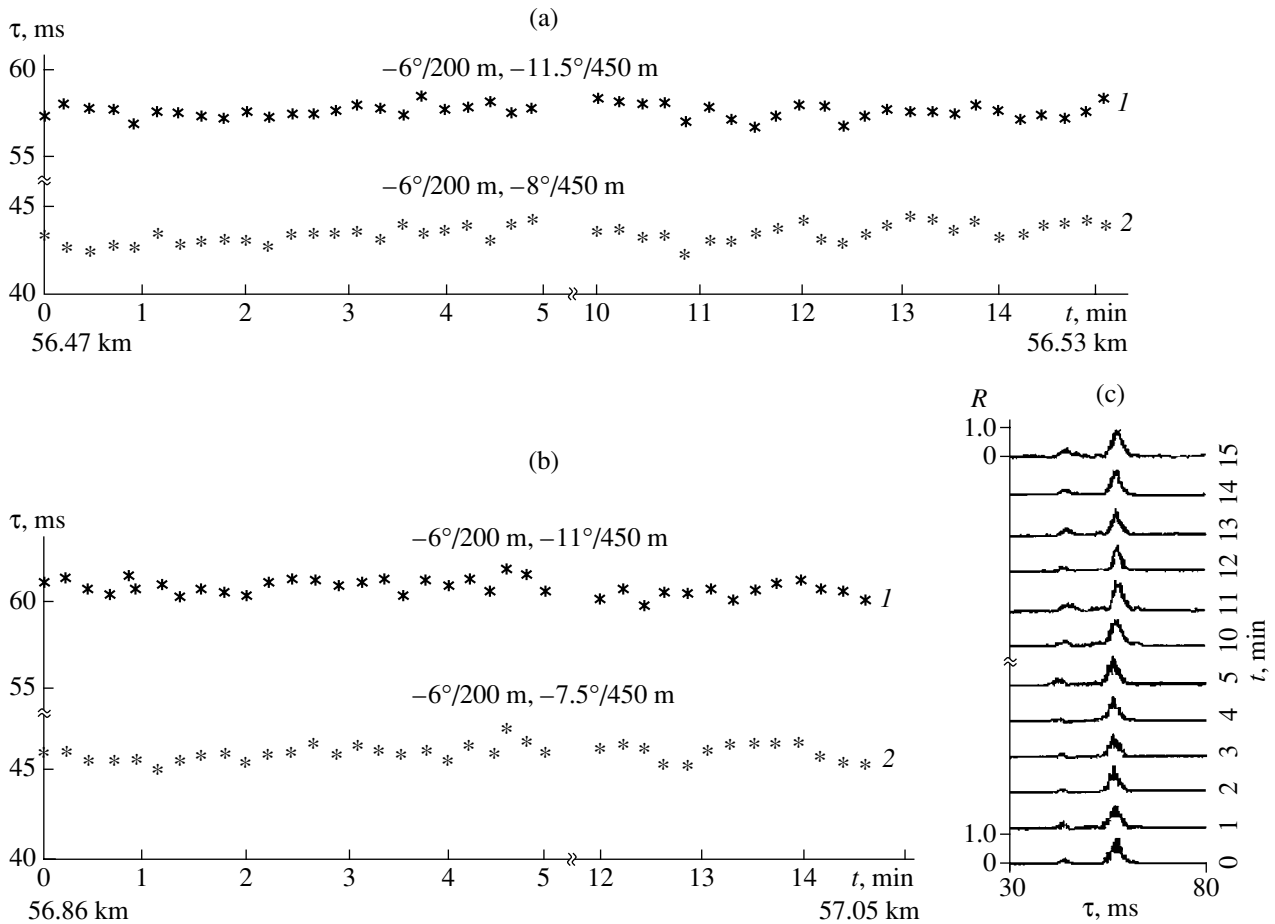 (a)
τ, ms
60
−6°/200 m, −11.5°/450 m
1
55
−6°/200 m, −8°/450 m
45
2
40
0 1 2 3 4 5 10 11 12 13 14 t, min
56.47 km 56.53 km
(b)
τ, ms
−6°/200 m, −11°/450 m
60
1
55
−6°/200 m, −7.5°/450 m
45
2
40
0 1 2 3 4 5 12 13 14 t, min
56.86 km 57.05 km
(c)
R
1.0
0
15
14
13
12
11
10
5
4
3
2
1
0
t, min
1.0
0
30 80
τ, ms